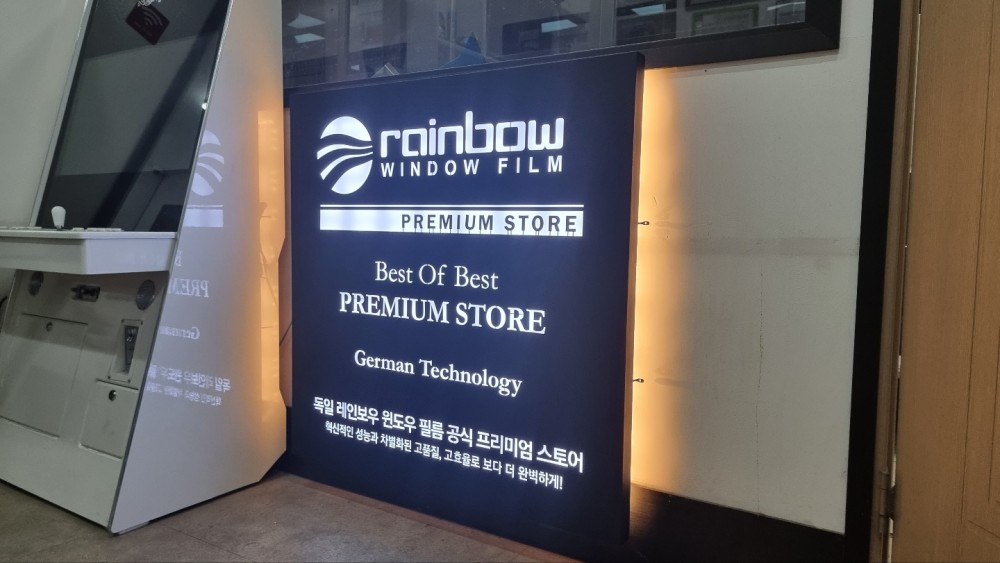 rainbow
WINDOW FILM
PREMIUM STORE
Best Of Best
PREMIUM STORE
German Technology
독일 레인보우 윈도우 필름 공식 프리미엄 스토어
혁신적인 성능과 차별화된 고품질, 고효율로 보다 더 완벽하게!